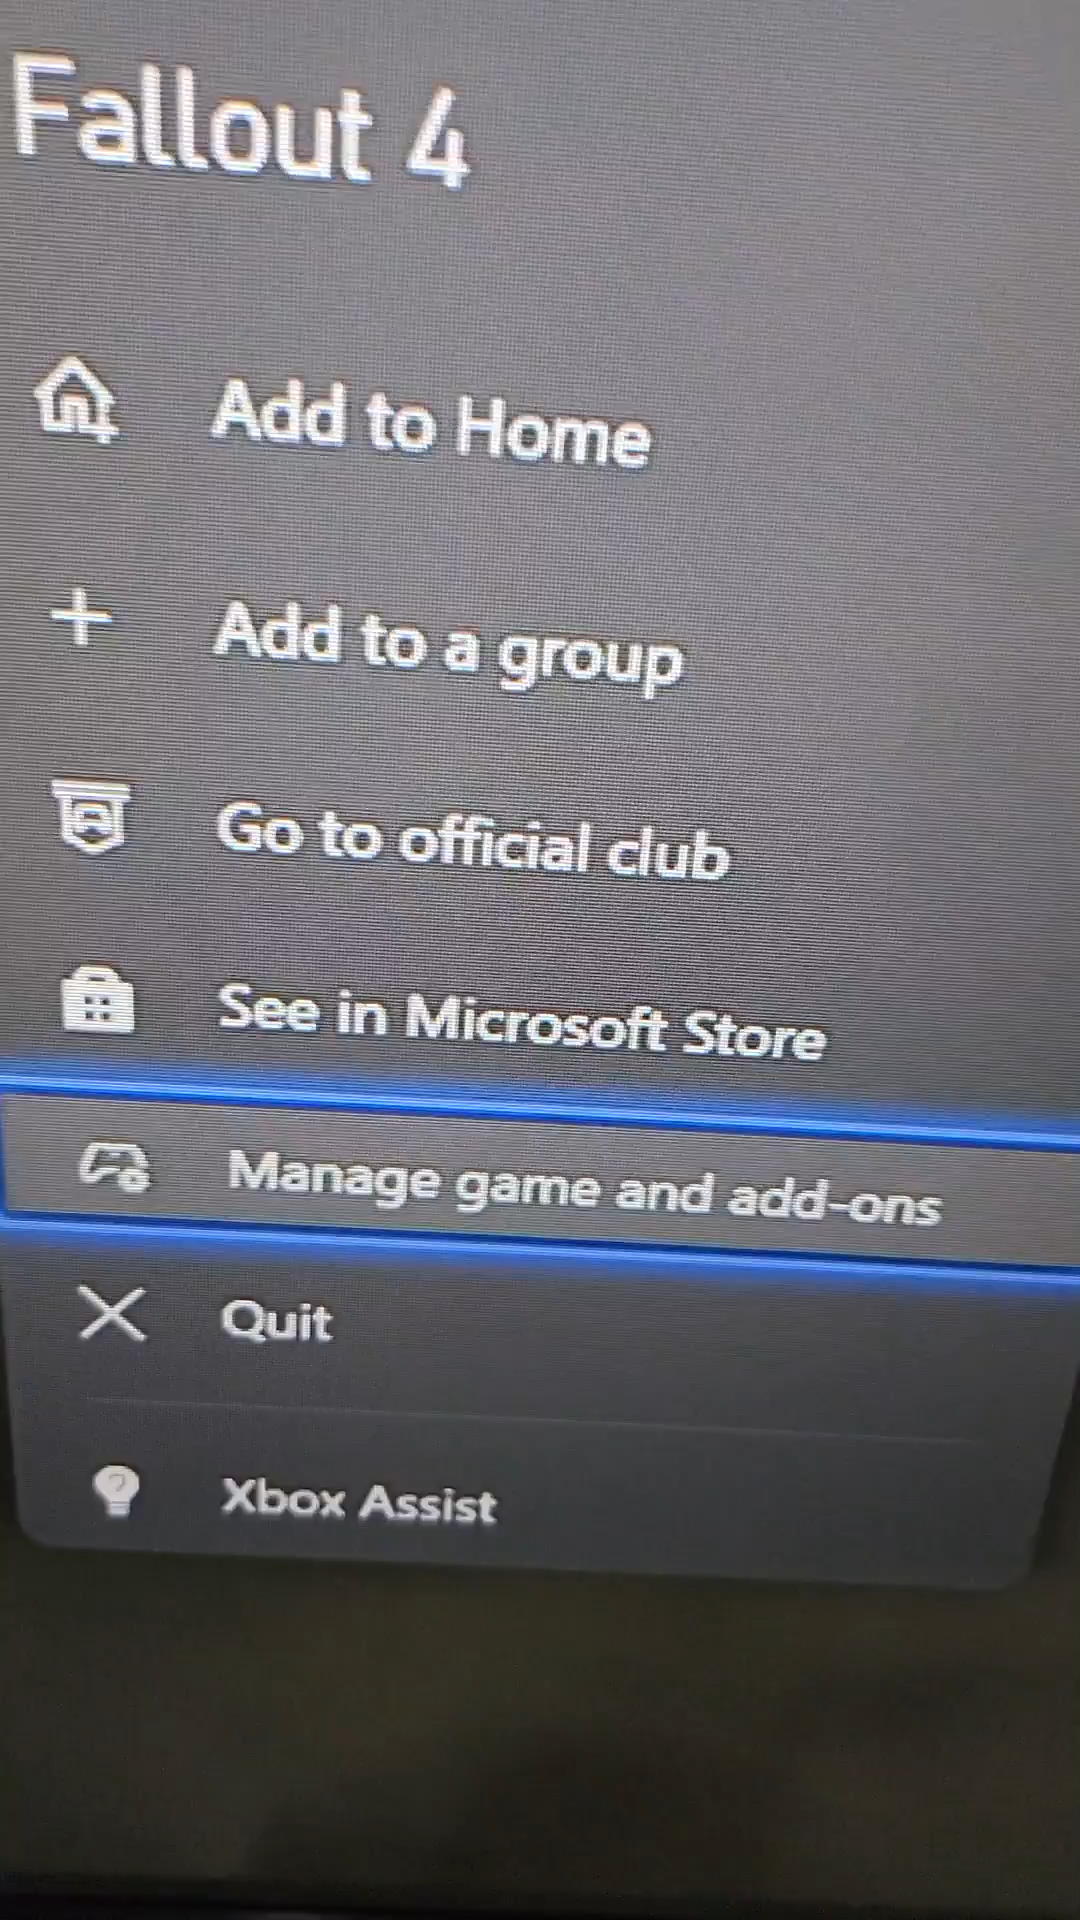 Fallout 4
Add to Home
Add to a group
Go to official club
See in Microsoft Store
Manage game and add-ons
Quit
Xbox Assist